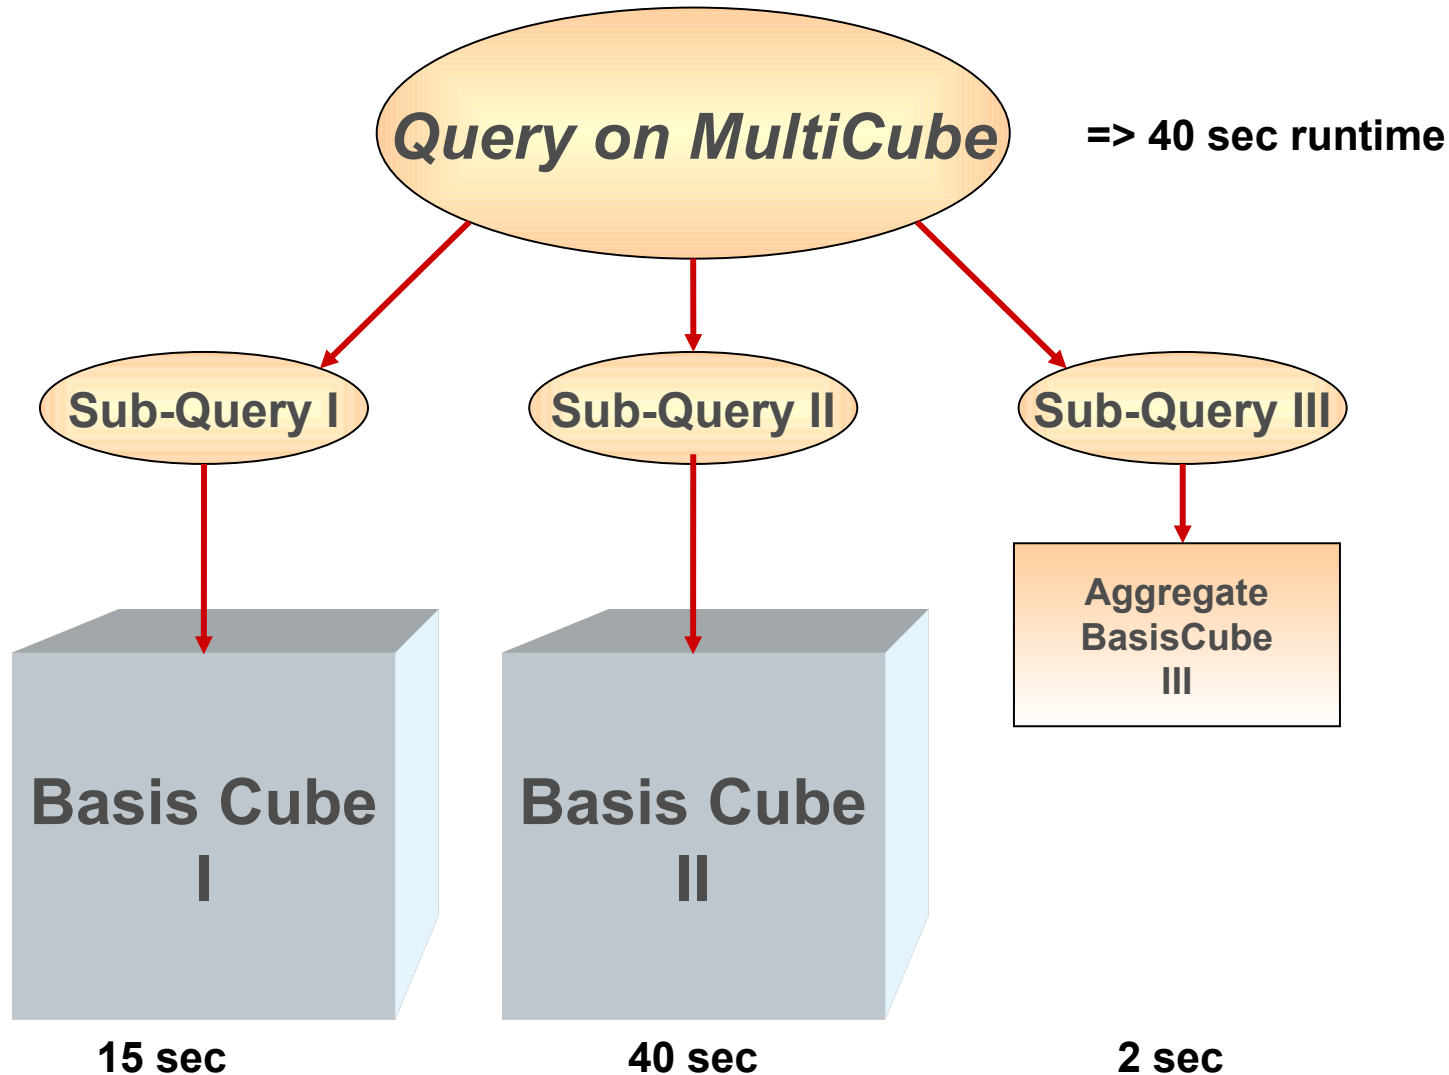 Query on MultiCube
=> 40 sec runtime
Sub-Query I
Sub-Query II
Sub-Query III
Aggregate
BasisCube
III
Basis Cube
I
Basis Cube
II
15 sec
40 sec
2 sec